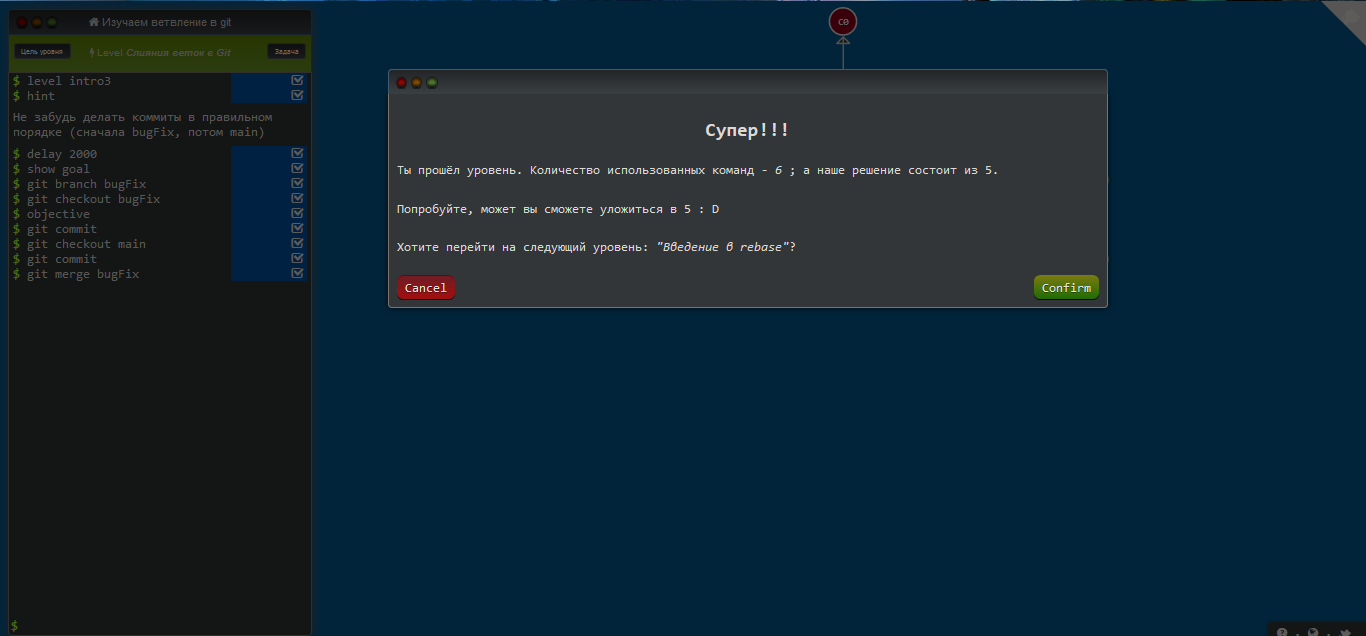 Изучаем ветвление в git
Цель уровня
Level Слияния веток в Git
Задача
$ level intro3
$ hint
Не забудь делать коммиты в правильном
порядке (сначала bugFix, потом main)
$ delay 2000
$ show goal
$ git branch bugFix
$ git checkout bugFix
$ objective
$ git commit
$ git checkout main
$ git commit
$ git merge bugFix
$
C0
Супер!!!
Ты прошёл уровень. Количество использованных команд - 6 ; а наше решение состоит из 5.
Попробуйте, может вы сможете уложиться в 5 : D
Хотите перейти на следующий уровень: "Введение в rebase"?
Cancel
Confirm